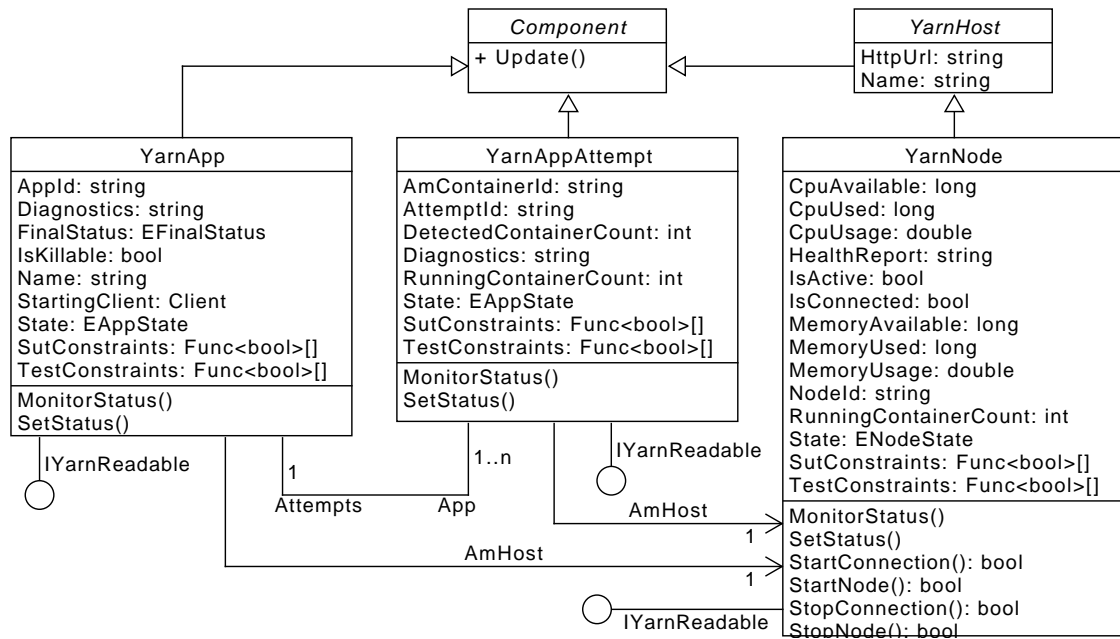 Component
+ Update()
YarnHost
HttpUrl: string
Name: string
YarnApp
AppId: string
Diagnostics: string
FinalStatus: EFinalStatus
IsKillable: bool
Name: string
StartingClient: Client
State: EAppState
SutConstraints: Func<bool>[]
TestConstraints: Func<bool>[]
MonitorStatus()
SetStatus()
YarnAppAttempt
AmContainerId: string
AttemptId: string
DetectedContainerCount: int
Diagnostics: string
RunningContainerCount: int
State: EAppState
SutConstraints: Func<bool>[]
TestConstraints: Func<bool>[]
MonitorStatus()
SetStatus()
YarnNode
CpuAvailable: long
CpuUsed: long
CpuUsage: double
HealthReport: string
IsActive: bool
IsConnected: bool
MemoryAvailable: long
MemoryUsed: long
MemoryUsage: double
NodeId: string
RunningContainerCount: int
State: ENodeState
SutConstraints: Func<bool>[]
TestConstraints: Func<bool>[]
MonitorStatus()
SetStatus()
StartConnection(): bool
StartNode(): bool
StopConnection(): bool
StopNode(): bool
IYarnReadable
1
1..n
Attempts
App
IYarnReadable
AmHost
1
AmHost
1
IYarnReadable